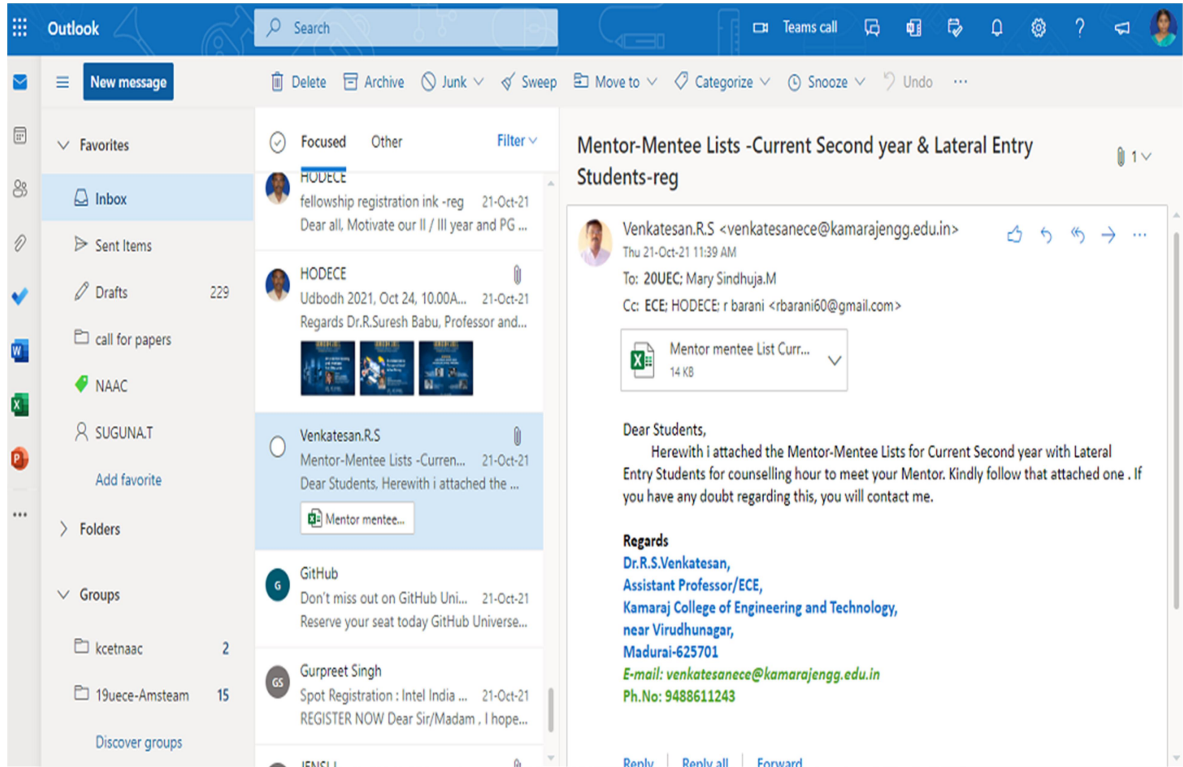 Outlook
Search
Teams call
New message
Delete
Archive
Junk
Sweep
Move to
Categorize
Snooze
Undo
Favorites
Inbox
Sent Items
Drafts 229
call for papers
NAAC
SUGUNA.T
Add favorite
Folders
Groups
kcetnaac 2
19uece-Amsteam 15
Discover groups
Focused Other Filter
HODECE
fellowship registration ink -reg 21-Oct-21
Dear all, Motivate our II / III year and PG ...
HODECE
Udbodh 2021, Oct 24, 10.00A... 21-Oct-21
Regards Dr.R.Suresh Babu, Professor and...
Venkatesan.R.S
Mentor-Mentee Lists -Curren... 21-Oct-21
Dear Students, Herewith i attached the ...
Mentor mentee...
G
GitHub
Don't miss out on GitHub Uni... 21-Oct-21
Reserve your seat today GitHub Universe...
GS
Gurpreet Singh
Spot Registration : Intel India ... 21-Oct-21
REGISTER NOW Dear Sir/Madam , I hope...
Mentor-Mentee Lists -Current Second year & Lateral Entry
Students-reg
1
Venkatesan.R.S <venkatesanece@kamarajengg.edu.in>
Thu 21-Oct-21 11:39 AM
To: 20UEC; Mary Sindhuja.M
Cc: ECE; HODECE; r barani <rbarani60@gmail.com>
Mentor mentee List Curr...
14 KB
Dear Students,
Herewith i attached the Mentor-Mentee Lists for Current Second year with Lateral
Entry Students for counselling hour to meet your Mentor. Kindly follow that attached one . If
you have any doubt regarding this, you will contact me.
Regards
Dr.R.S.Venkatesan,
Assistant Professor/ECE,
Kamaraj College of Engineering and Technology,
near Virudhunagar,
Madurai-625701
E-mail: venkatesanece@kamarajengg.edu.in
Ph.No: 9488611243
Reply Reply all Forward